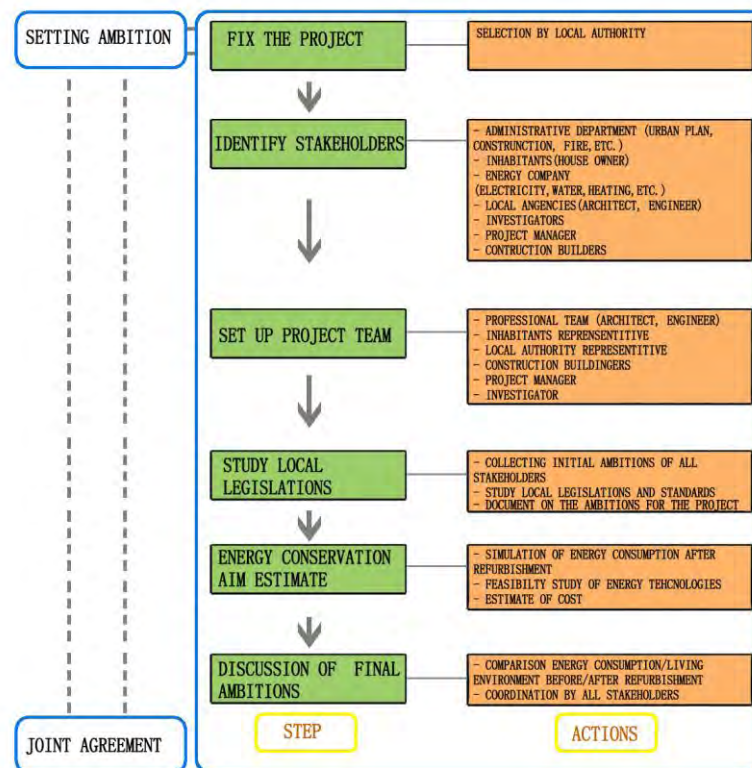 SETTING AMBITION
FIX THE PROJECT
SELECTION BY LOCAL AUTHORITY
IDENTIFY STAKEHOLDERS
- ADMINISTRATIVE DEPARTMENT (URBAN PLAN,
CONSTRUNCTION, FIRE, ETC.)
- INHABITANTS(HOUSE OWNER)
- ENERGY COMPANY
(ELECTRICITY, WATER, HEATING, ETC.)
- LOCAL ANGENCIES(ARCHITECT, ENGINEER)
- INVESTIGATORS
- PROJECT MANAGER
- CONTRUCTION BUILDERS
SET UP PROJECT TEAM
- PROFESSIONAL TEAM (ARCHITECT, ENGINEER)
- INHABITANTS REPRENSENTITIVE
- LOCAL AUTHORITY REPRESENTITIVE
- CONSTRUCTION BUILDINGERS
- PROJECT MANAGER
- INVESTIGATOR
STUDY LOCAL
LEGISLATIONS
- COLLECTING INITIAL AMBITIONS OF ALL
STAKEHOLDERS
- STUDY LOCAL LEGISLATIONS AND STANDARDS
- DOCUMENT ON THE AMBITIONS FOR THE PROJECT
ENERGY CONSERVATION
AIM ESTIMATE
- SIMULATION OF ENERGY CONSUMPTION AFTER
REFURBISHMENT
- FEASIBILTY STUDY OF ENERGY TEHCNOLOGIES
- ESTIMATE OF COST
DISCUSSION OF FINAL
AMBITIONS
- COMPARISON ENERGY CONSUMPTION/LIVING
ENVIRONMENT BEFORE/AFTER REFURBISHMENT
- COORDINATION BY ALL STAKEHOLDERS
JOINT AGREEMENT
STEP
ACTIONS